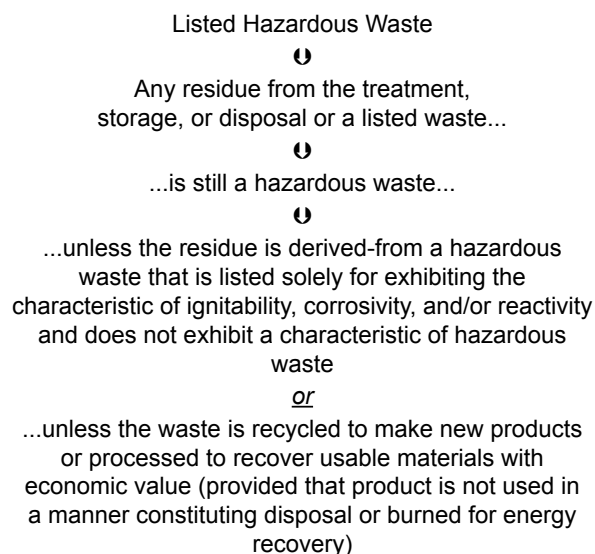 Listed Hazardous Waste
Any residue from the treatment,
storage, or disposal or a listed waste...
...is still a hazardous waste...
...unless the residue is derived-from a hazardous
waste that is listed solely for exhibiting the
characteristic of ignitability, corrosivity, and/or reactivity
and does not exhibit a characteristic of hazardous
waste
or
...unless the waste is recycled to make new products
or processed to recover usable materials with
economic value (provided that product is not used in
a manner constituting disposal or burned for energy
recovery)